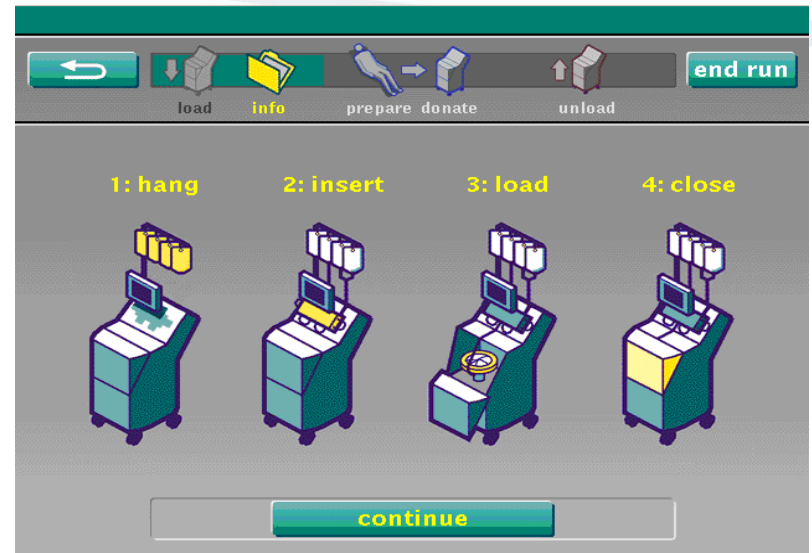 end run
load info prepare donate unload
1: hang 2: insert 3: load 4: close
continue